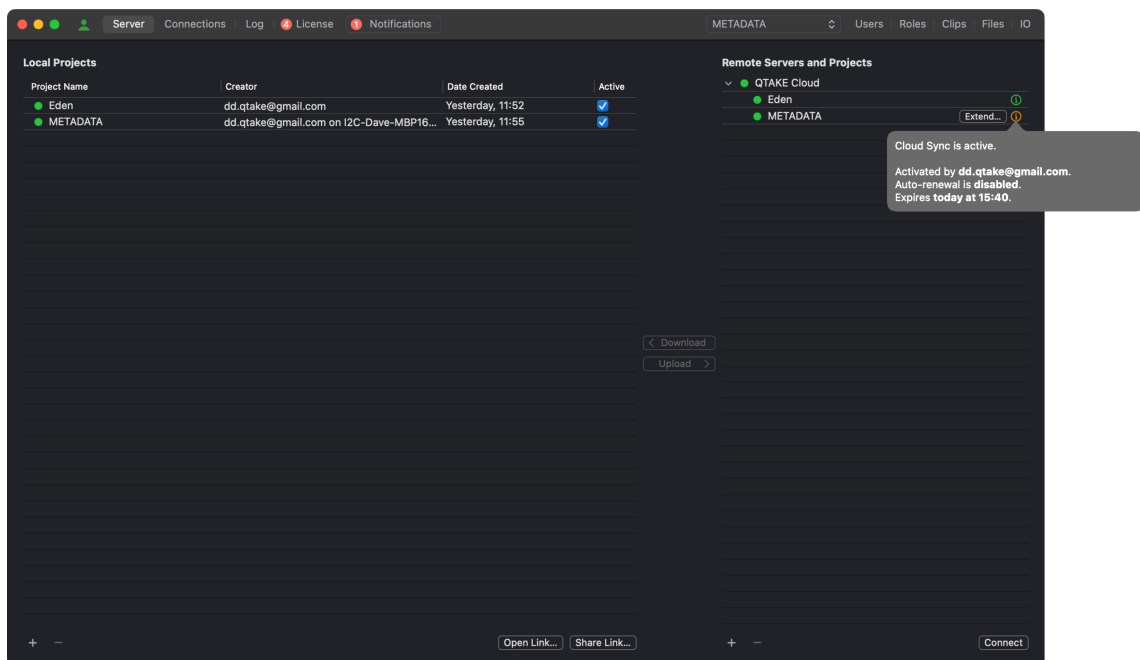 Server Connections Log 4 License 1 Notifications METADATA Users Roles Clips Files IO
Local Projects
Project Name Creator Date Created Active
Eden dd.qtake@gmail.com Yesterday, 11:52
METADATA dd.qtake@gmail.com on I2C-Dave-MBP16... Yesterday, 11:55
Remote Servers and Projects
QTAKE Cloud
Eden
METADATA Extend...
Cloud Sync is active.
Activated by dd.qtake@gmail.com.
Auto-renewal is disabled.
Expires today at 15:40.
< Download
Upload >
+ − Open Link... Share Link...
+ − Connect